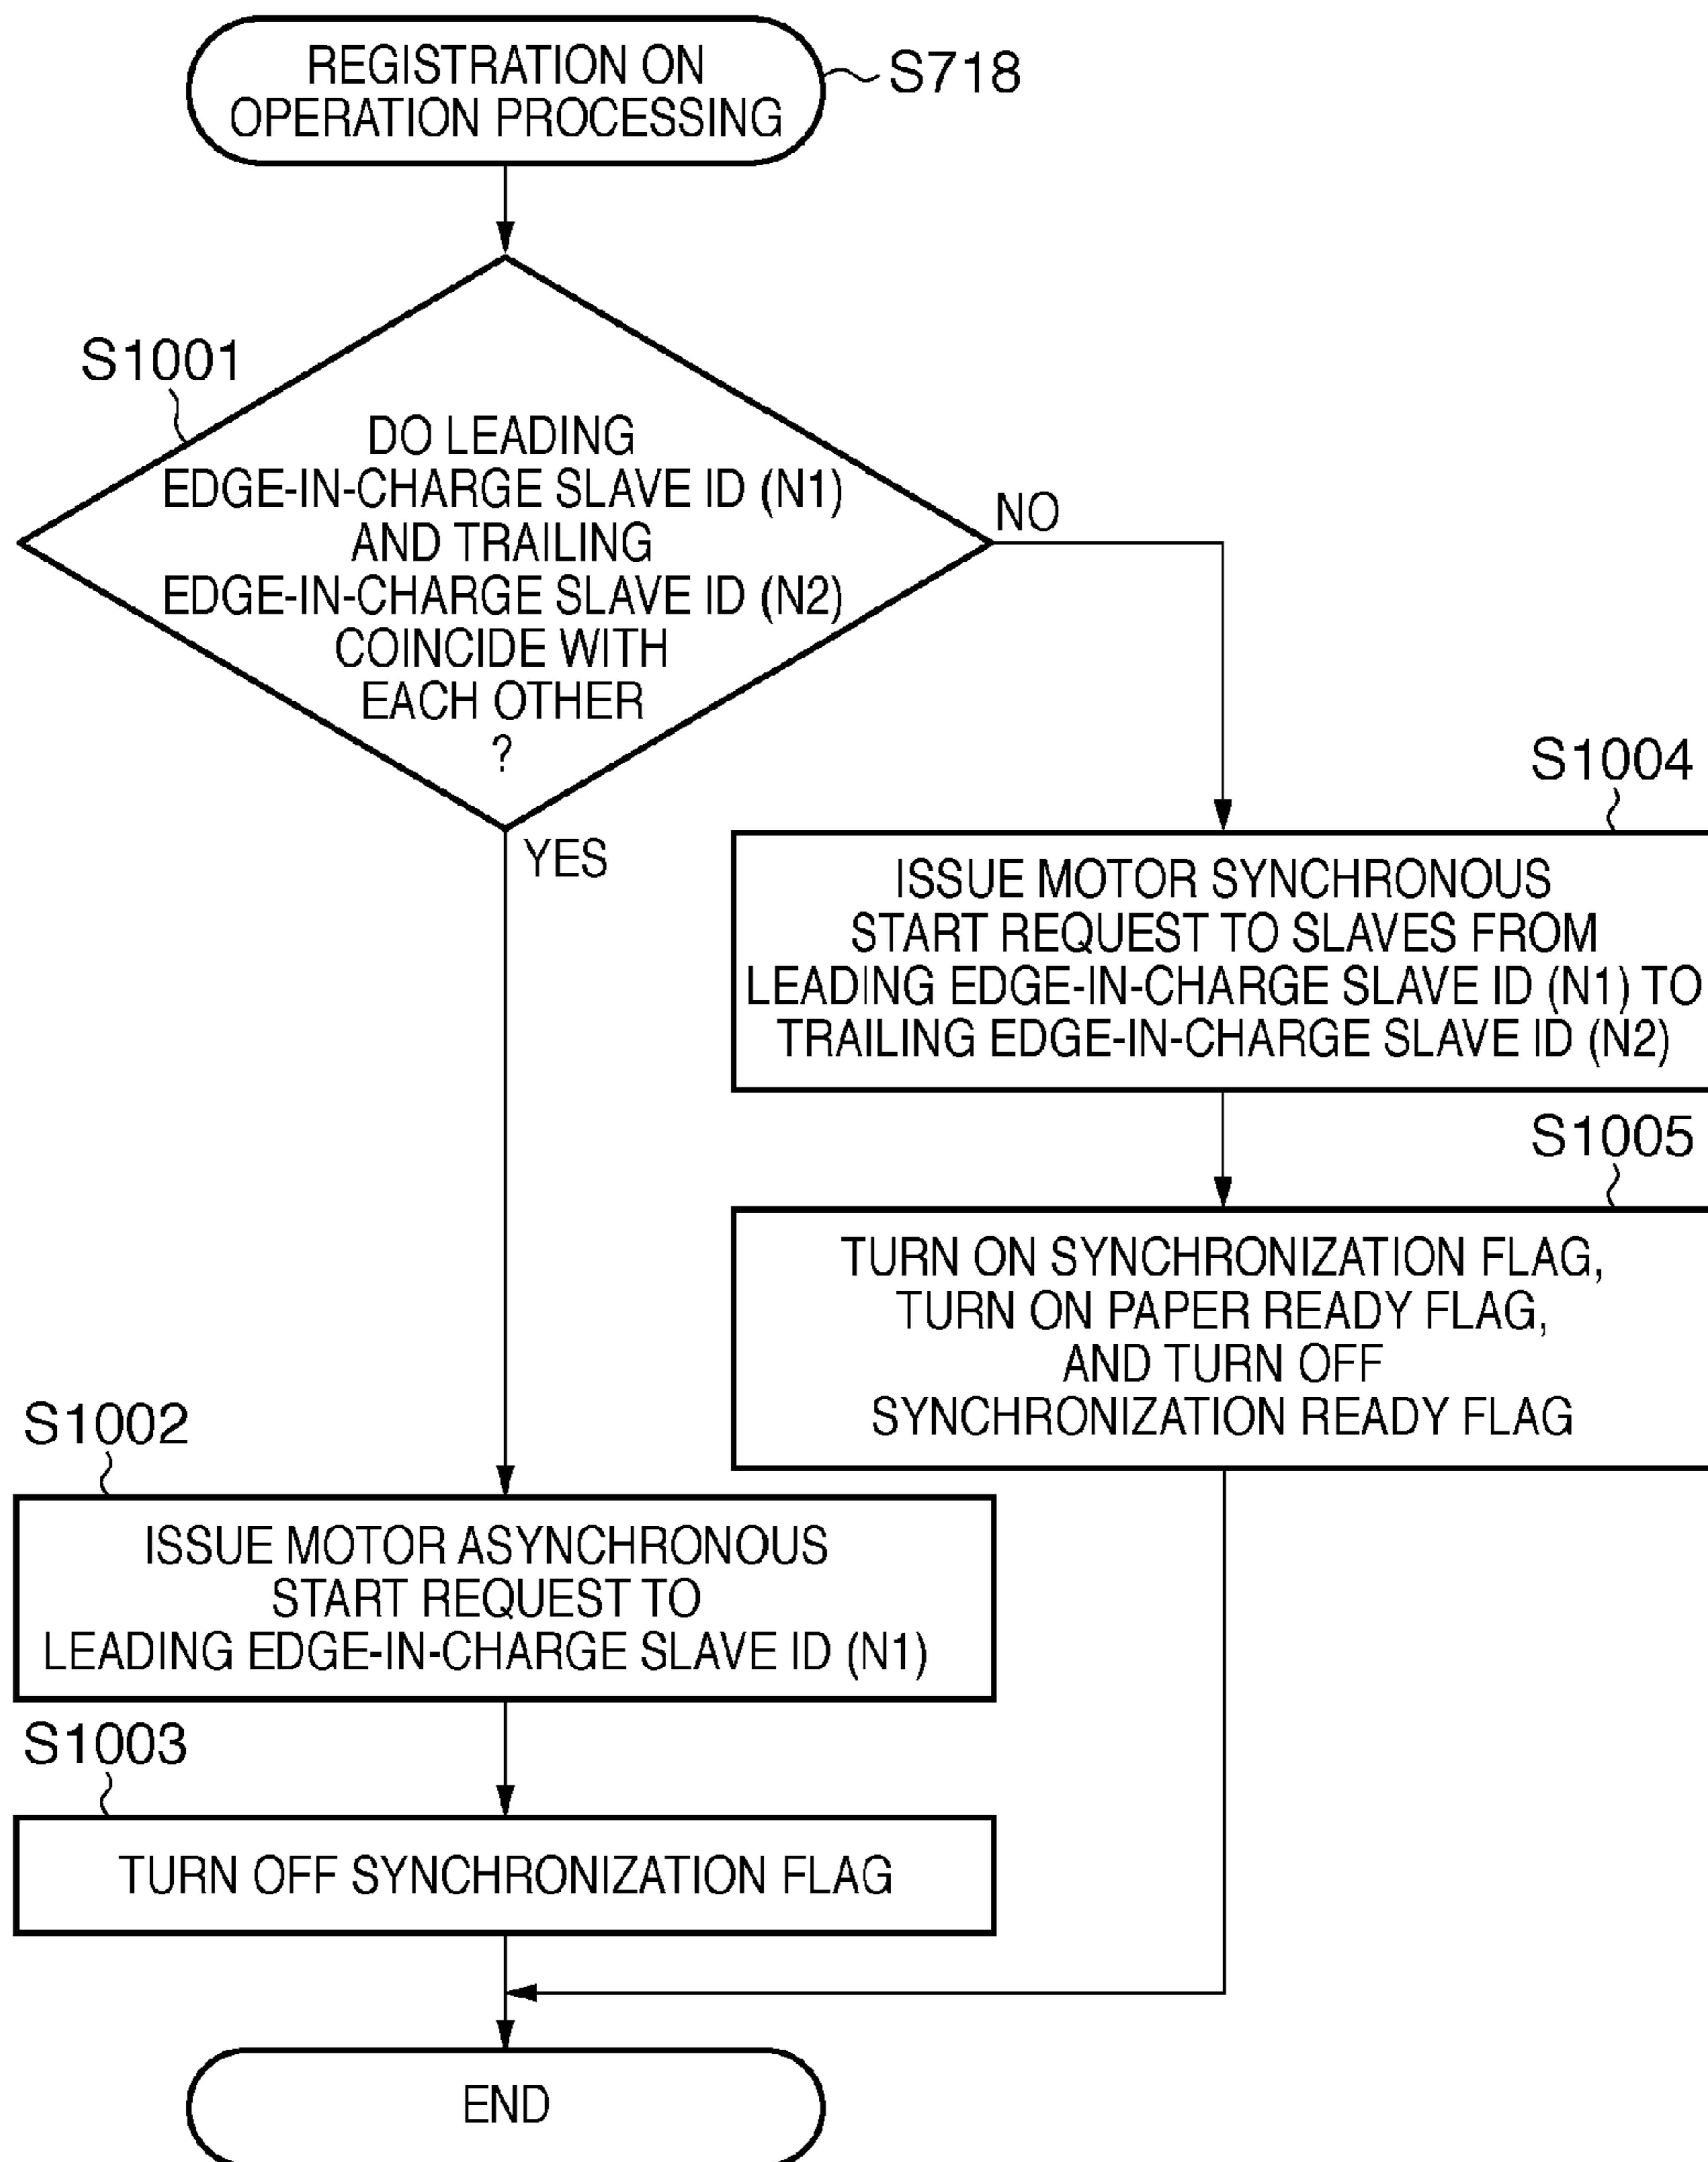 REGISTRATION ON
OPERATION PROCESSING
S718
S1001
DO LEADING
EDGE-IN-CHARGE SLAVE ID (N1)
AND TRAILING
EDGE-IN-CHARGE SLAVE ID (N2)
COINCIDE WITH
EACH OTHER
?
NO
YES
S1004
ISSUE MOTOR SYNCHRONOUS
START REQUEST TO SLAVES FROM
LEADING EDGE-IN-CHARGE SLAVE ID (N1) TO
TRAILING EDGE-IN-CHARGE SLAVE ID (N2)
S1005
TURN ON SYNCHRONIZATION FLAG,
TURN ON PAPER READY FLAG,
AND TURN OFF
SYNCHRONIZATION READY FLAG
S1002
ISSUE MOTOR ASYNCHRONOUS
START REQUEST TO
LEADING EDGE-IN-CHARGE SLAVE ID (N1)
S1003
TURN OFF SYNCHRONIZATION FLAG
END